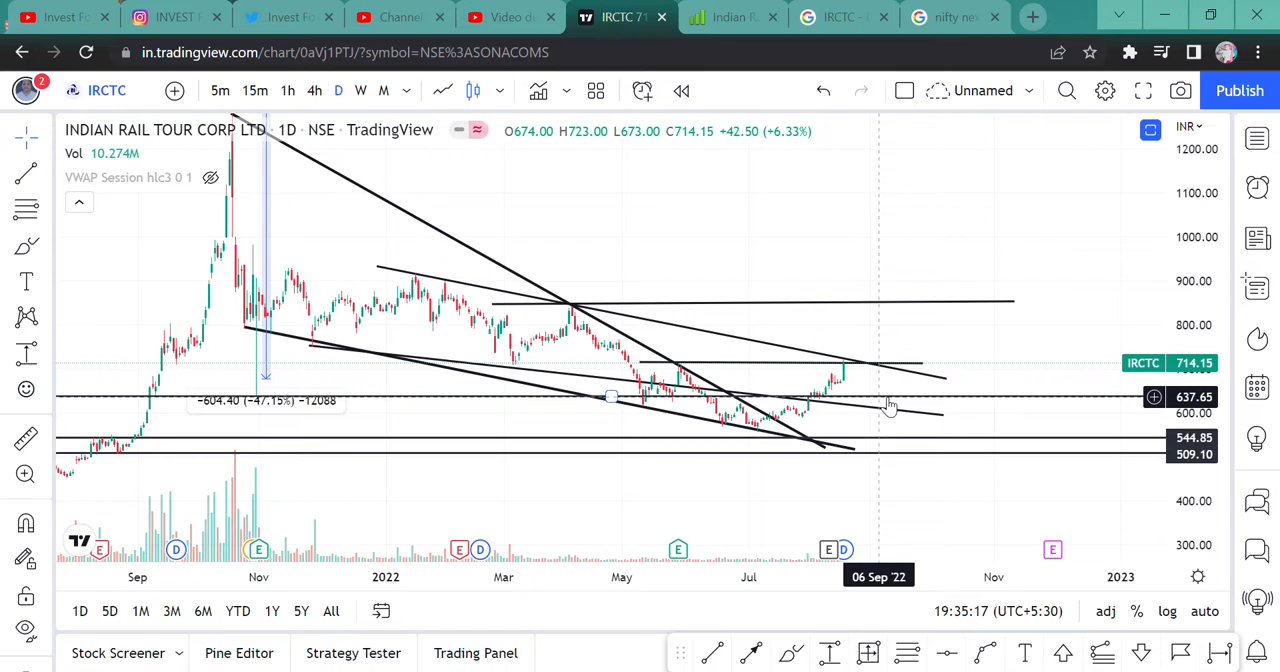 Invest Fo
INVEST F
Invest Fo
Channel
Video de
IRCTC 71
Indian Ra
IRCTC - 
nifty nex
in.tradingview.com/chart/0aVj1PTJ/?symbol=NSE%3ASONACOMS
2
IRCTC
5m
15m
1h
4h
D
W
M
Unnamed
Publish
INDIAN RAIL TOUR CORP LTD · 1D · NSE · TradingView
O674.00 H723.00 L673.00 C714.15 +42.50 (+6.33%)
INR
Vol 10.274M
VWAP Session hlc3 0 1
1200.00
1100.00
1000.00
900.00
800.00
IRCTC 714.15
637.65
600.00
544.85
509.10
400.00
300.00
−604.40 (−47.15%) −12088
E
D
E
E
D
E
E
D
E
Sep
Nov
2022
Mar
May
Jul
06 Sep '22
Nov
2023
1D
5D
1M
3M
6M
YTD
1Y
5Y
All
19:35:17 (UTC+5:30)
adj
%
log
auto
Stock Screener
Pine Editor
Strategy Tester
Trading Panel